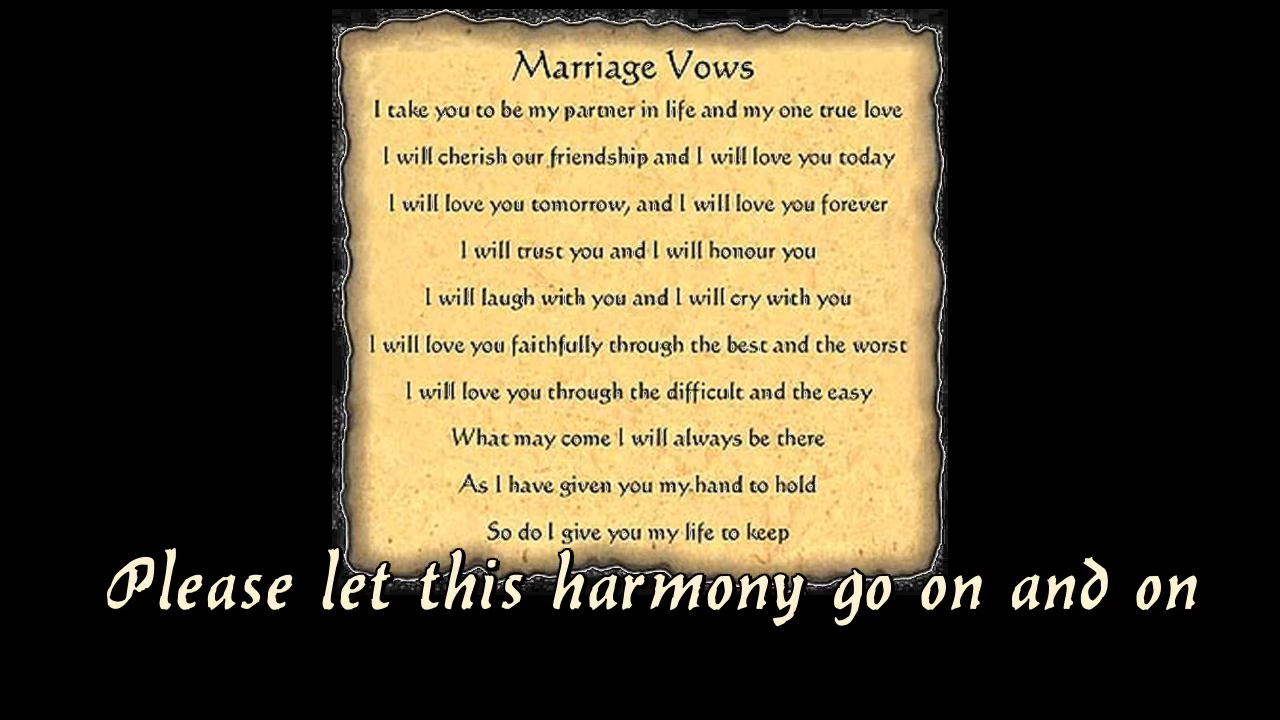 Marriage Vows
I take you to be my partner in life and my one true love
I will cherish our friendship and I will love you today
I will love you tomorrow, and I will love you forever
I will trust you and I will honour you
I will laugh with you and I will cry with you
I will love you faithfully through the best and the worst
I will love you through the difficult and the easy
What may come I will always be there
As I have given you my hand to hold
So do I give you my life to keep
Please let this harmony go on and on